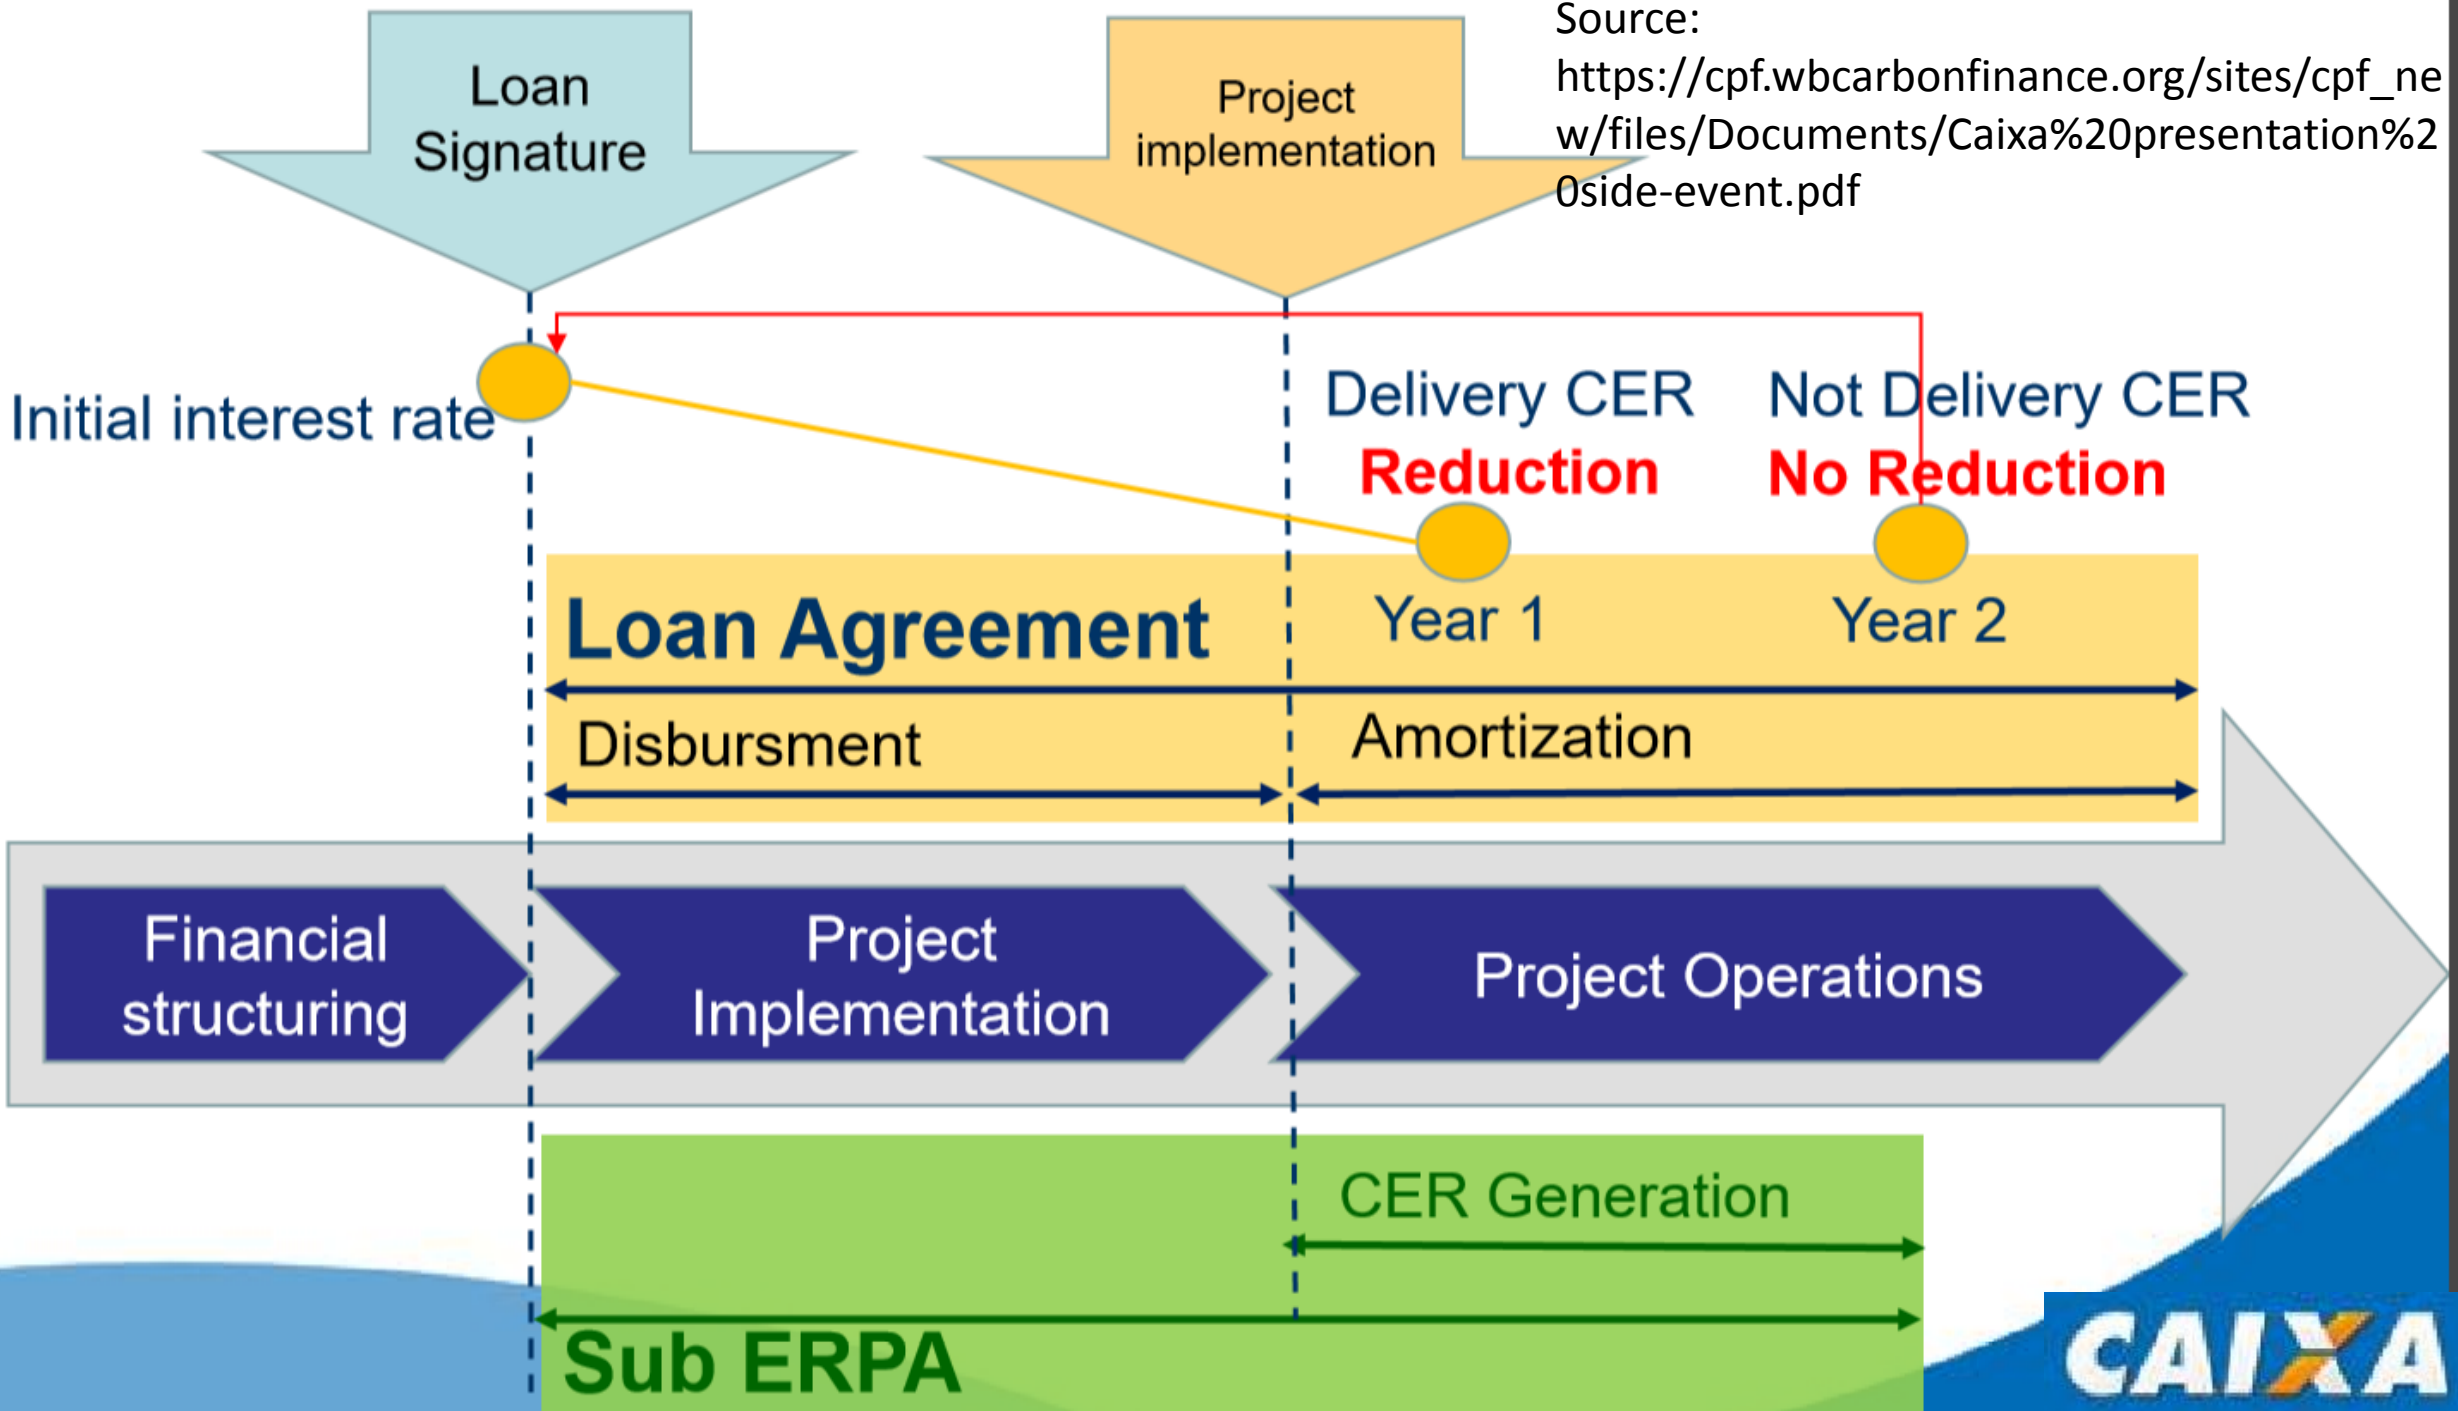 Loan
Signature
Project
implementation
Source:
https://cpf.wbcarbonfinance.org/sites/cpf_ne
w/files/Documents/Caixa%20presentation%2
0side-event.pdf
Initial interest rate
Delivery CER
Reduction
Not Delivery CER
No Reduction
Loan Agreement
Year 1
Year 2
Disbursment
Amortization
Financial
structuring
Project
Implementation
Project Operations
CER Generation
Sub ERPA
CAIXA